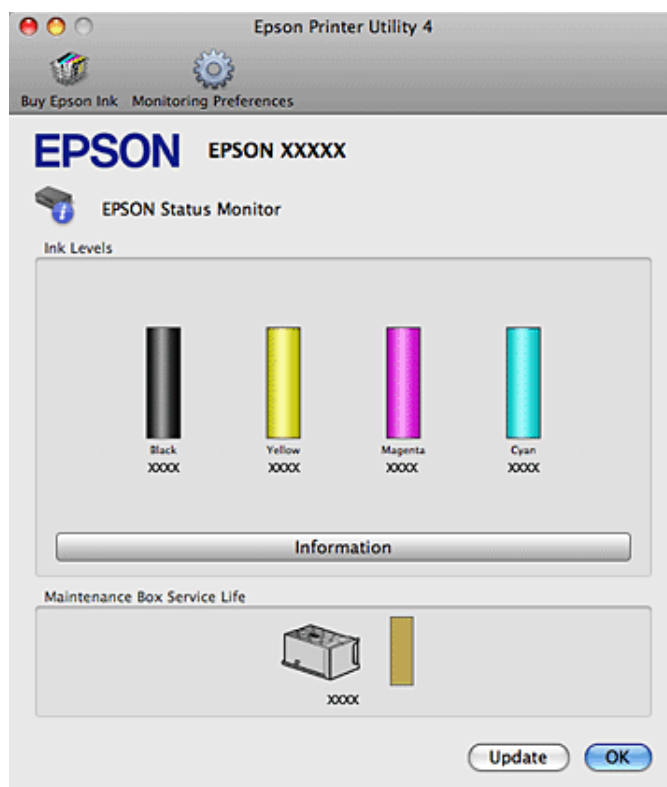 Epson Printer Utility 4
Buy Epson Ink Monitoring Preferences
EPSON EPSON XXXXX
EPSON Status Monitor
Ink Levels
Black Yellow Magenta Cyan
XXXX XXXX XXXX XXXX
Information
Maintenance Box Service Life
XXXX
Update OK